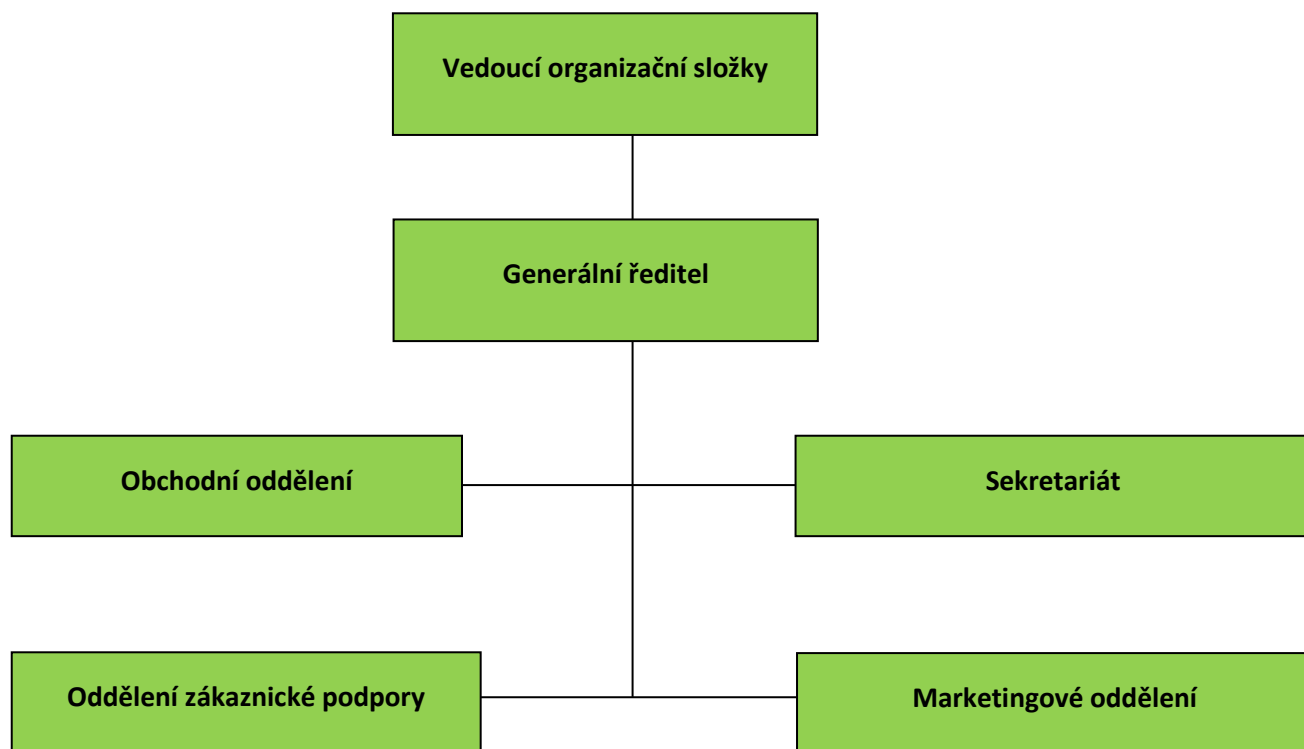 Vedoucí organizační složky
Generální ředitel
Obchodní oddělení
Sekretariát
Oddělení zákaznické podpory
Marketingové oddělení